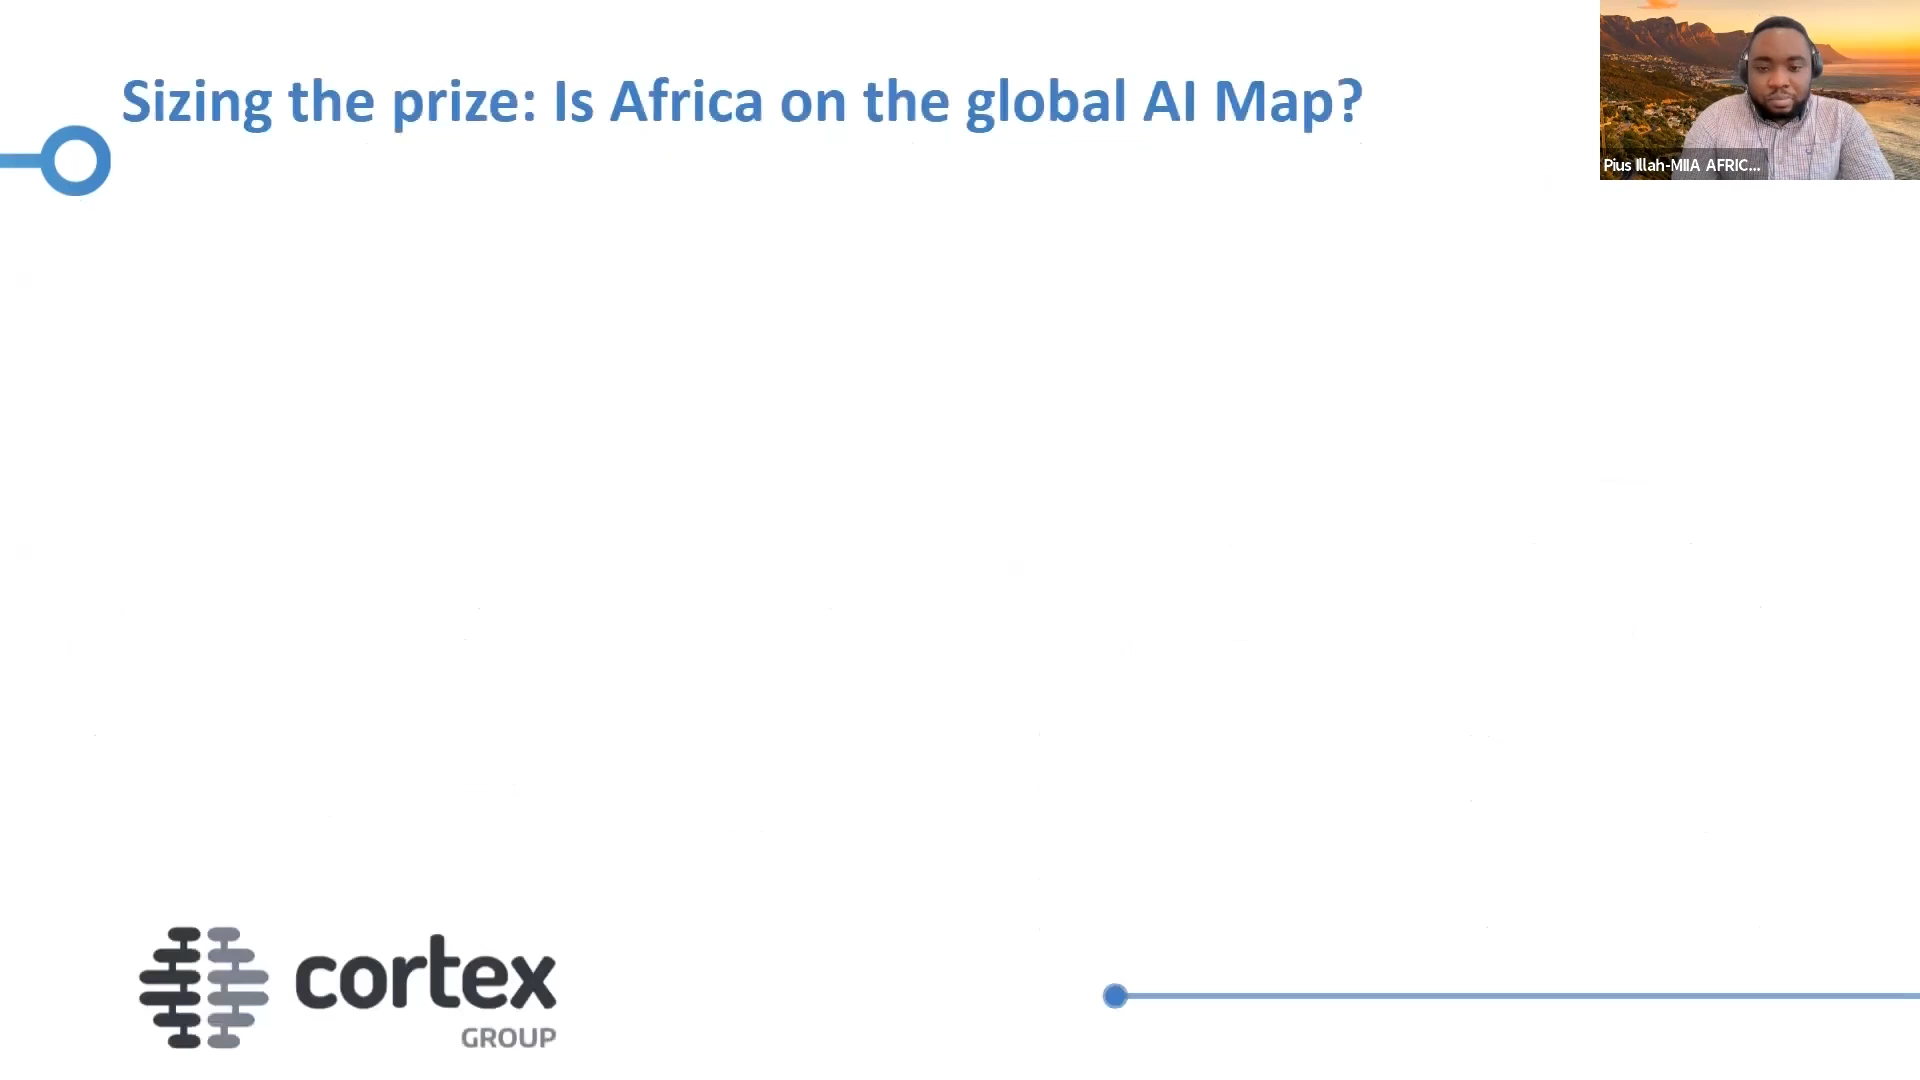 Sizing the prize: Is Africa on the global AI Map?
Pius Illah-MIIA AFRIC...
cortex
GROUP